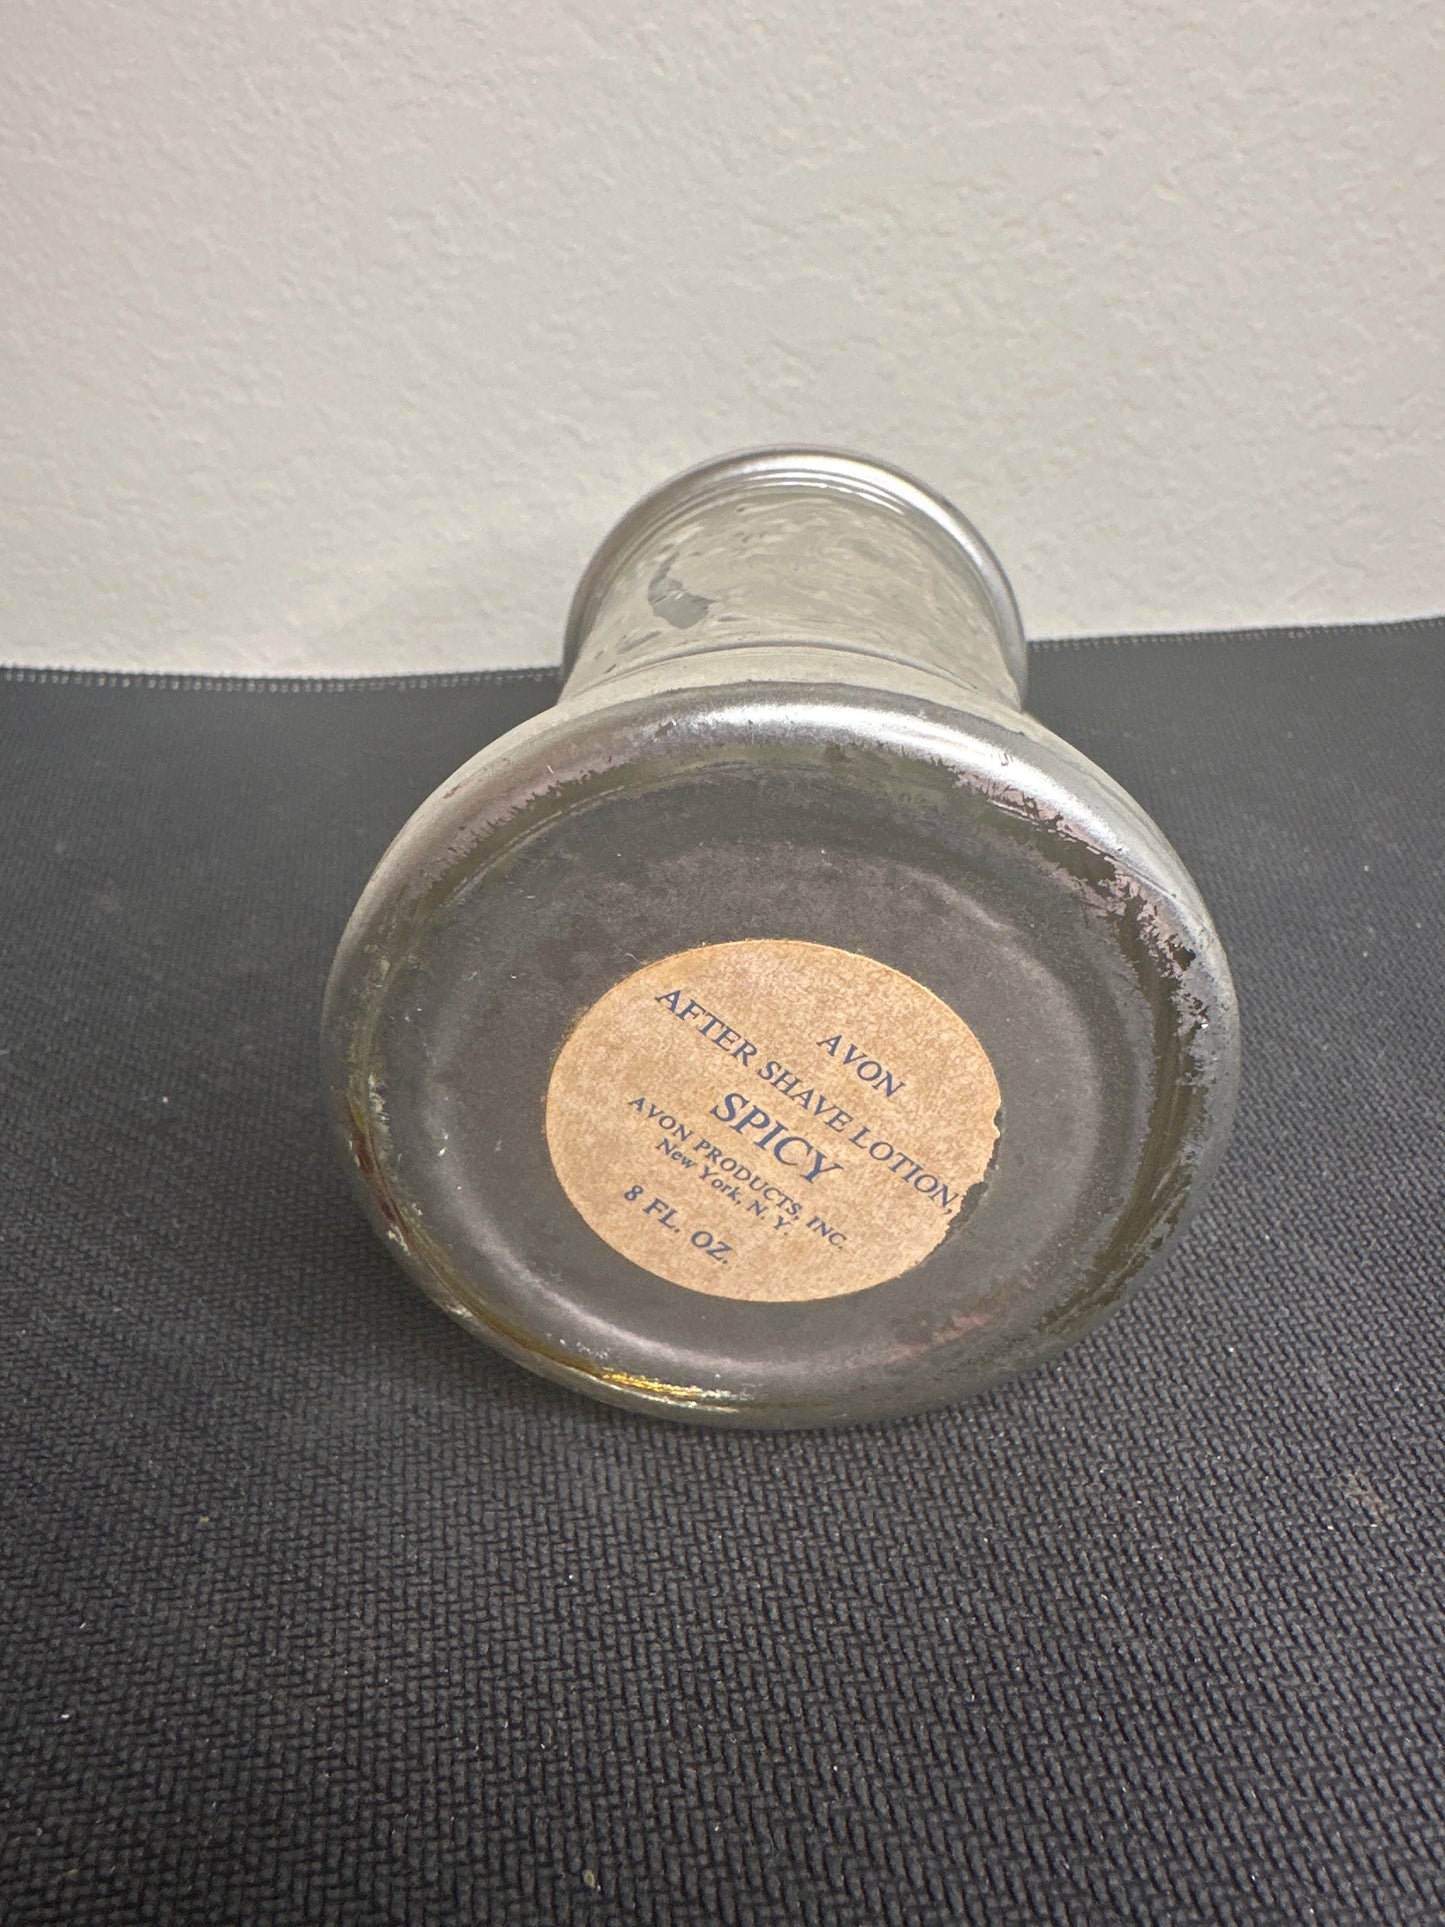 AVON
AFTER SHAVE LOTION,
SPICY
AVON PRODUCTS, INC.
New York, N. Y.
8 FL. OZ.